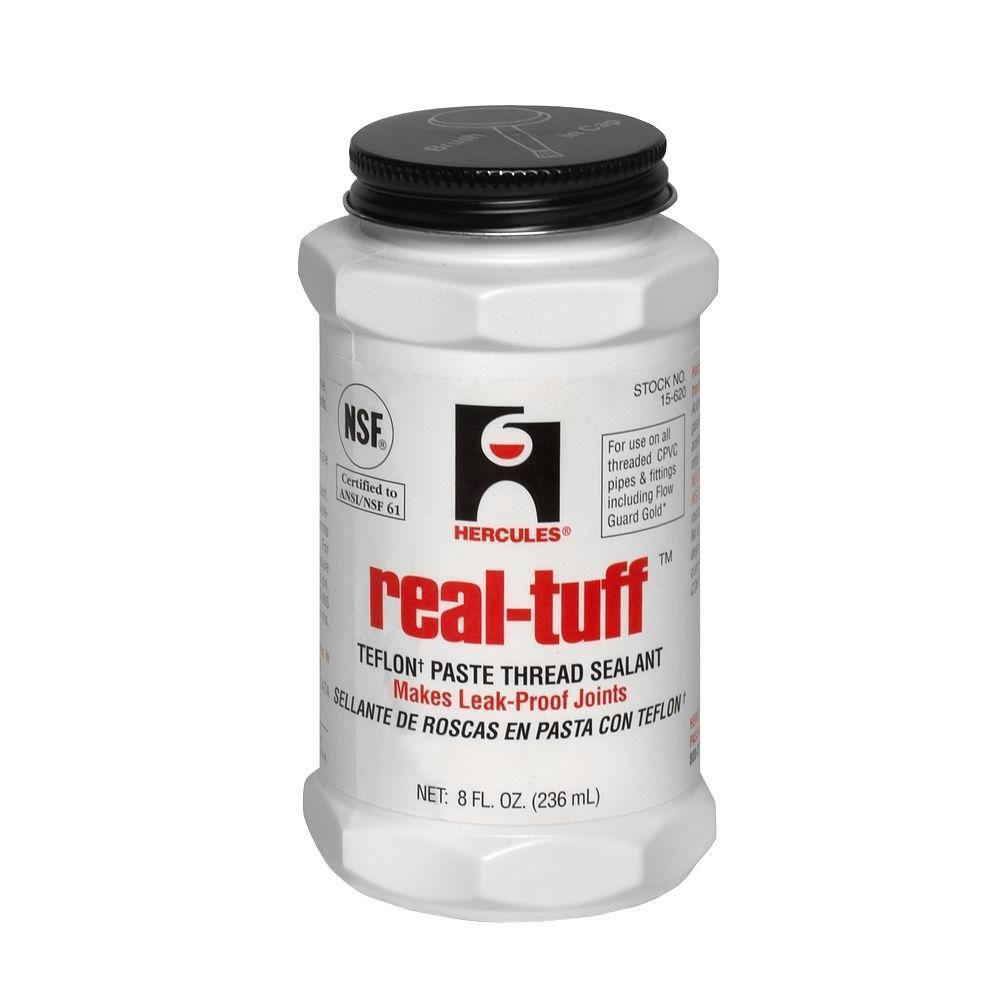 Brush in Cap
NSF®
Certified to
ANSI/NSF 61
STOCK NO.
15-620
For use on all
threaded CPVC
pipes & fittings
including Flow
Guard Gold*
HERCULES®
real-tuff™
TEFLON† PASTE THREAD SEALANT
Makes Leak-Proof Joints
SELLANTE DE ROSCAS EN PASTA CON TEFLON†
NET: 8 FL. OZ. (236 mL)